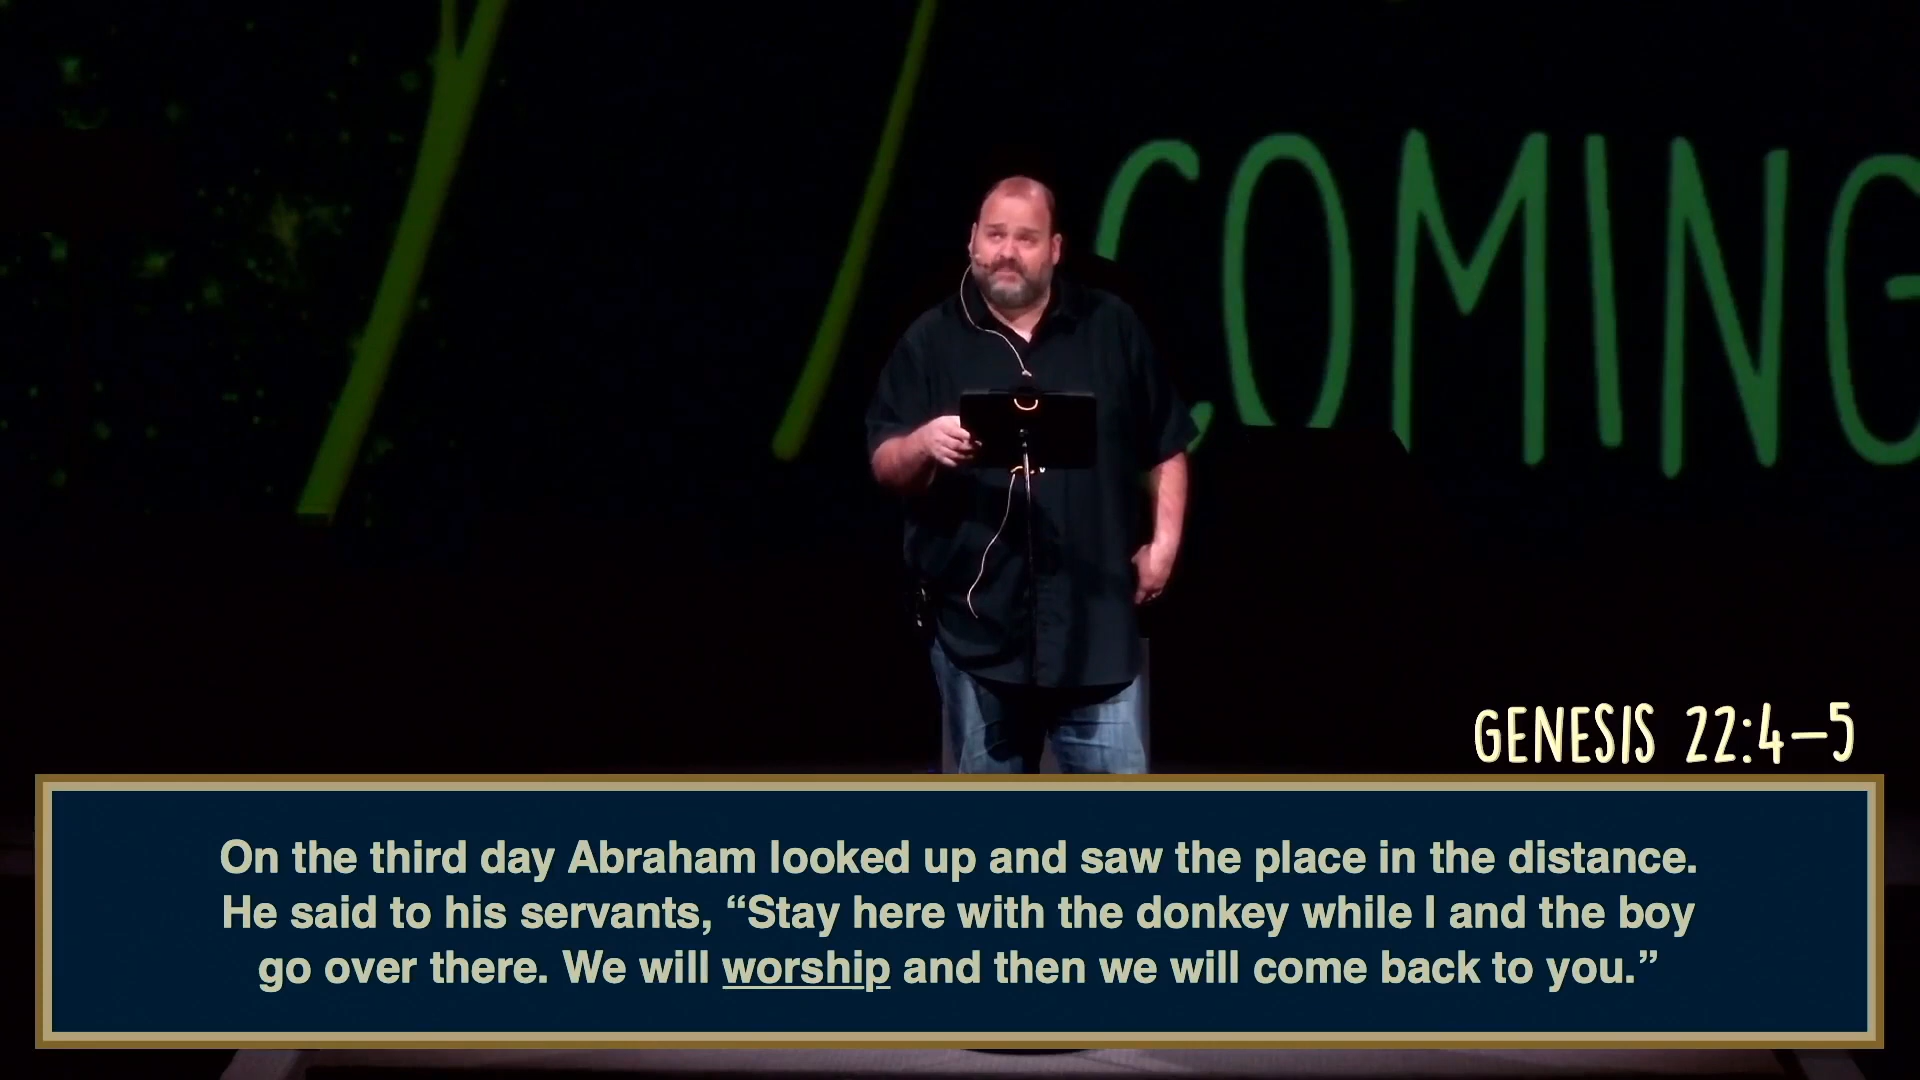 COMING
GENESIS 22:4–5
On the third day Abraham looked up and saw the place in the distance.
He said to his servants, “Stay here with the donkey while I and the boy
go over there. We will worship and then we will come back to you.”